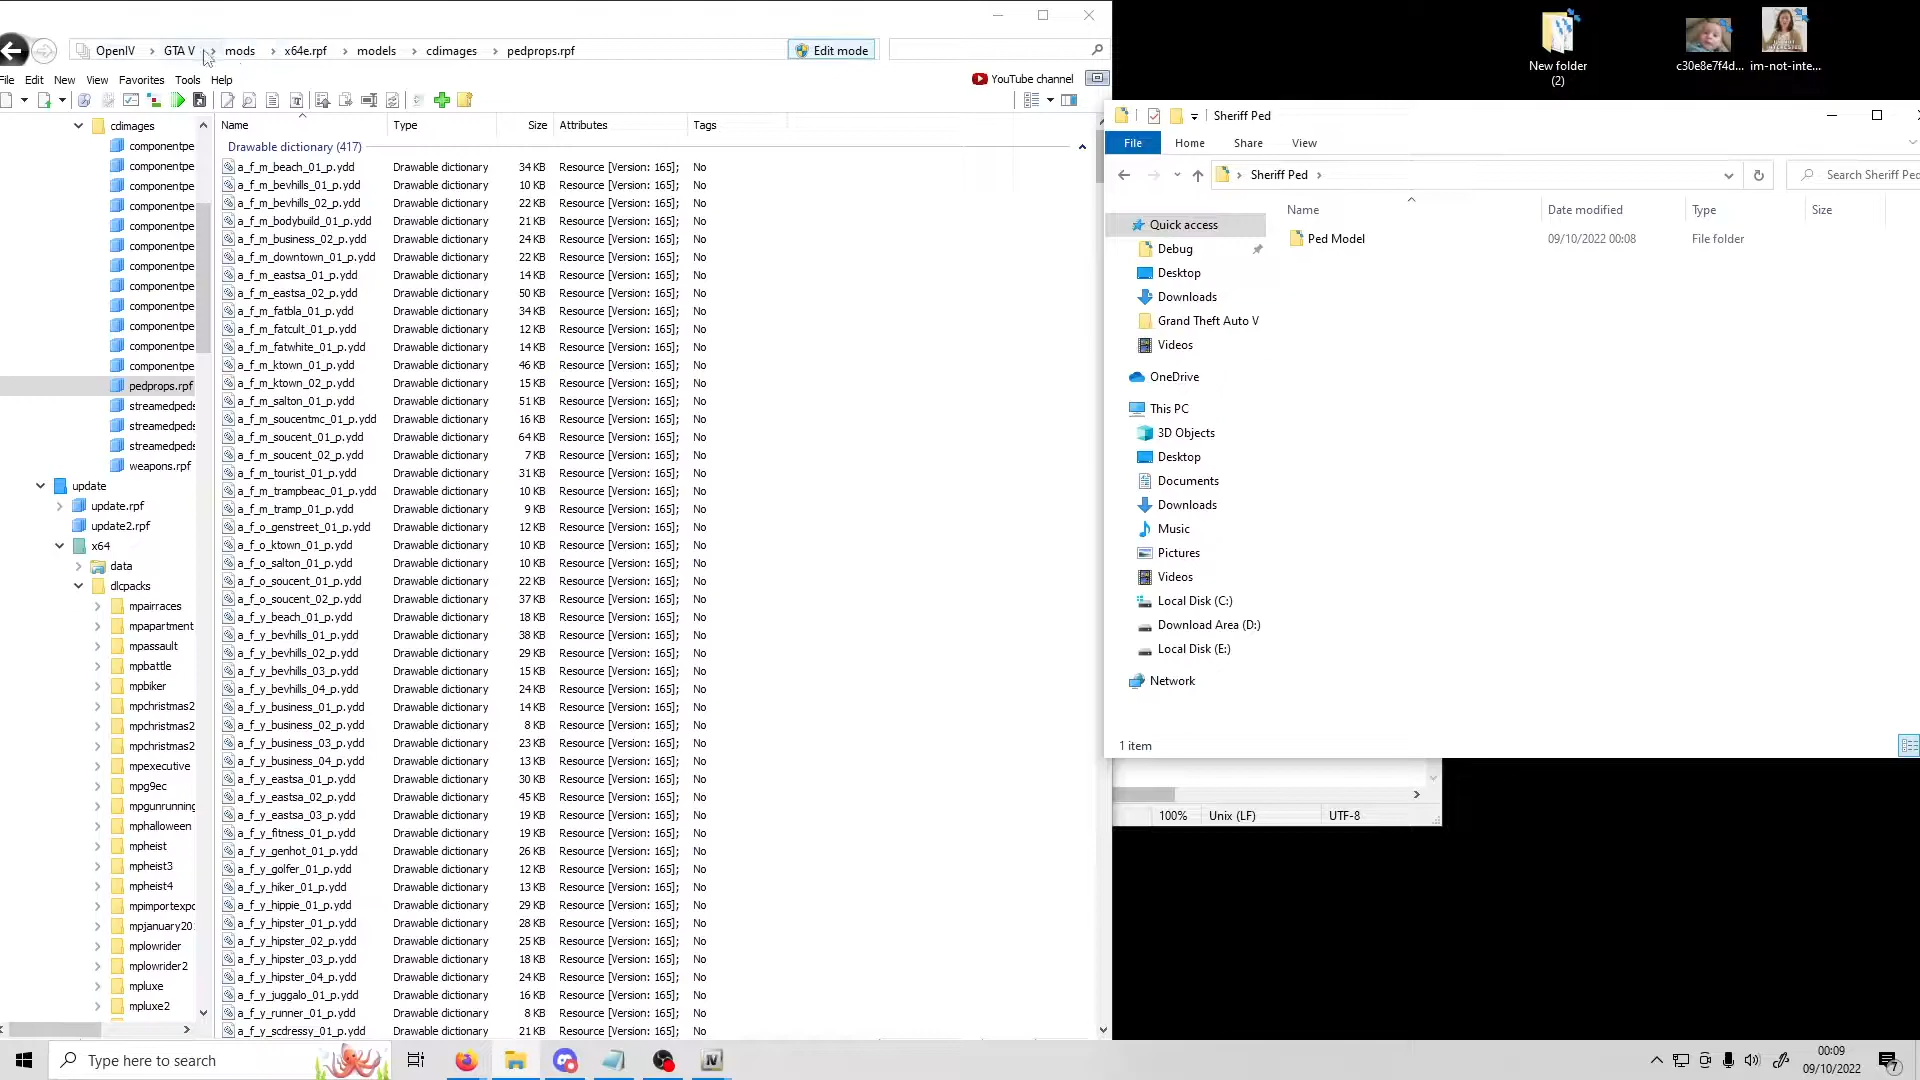 OpenIV
GTA V
mods
x64e.rpf
models
cdimages
pedprops.rpf
Edit mode
File Edit New View Favorites Tools Help
YouTube channel
cdimages
componentpe
componentpe
componentpe
componentpe
componentpe
componentpe
componentpe
componentpe
componentpe
componentpe
componentpe
componentpe
pedprops.rpf
streamedpeds
streamedpeds
streamedpeds
weapons.rpf
update
update.rpf
update2.rpf
x64
data
dlcpacks
mpairraces
mpapartment
mpassault
mpbattle
mpbiker
mpchristmas2
mpchristmas2
mpchristmas2
mpexecutive
mpg9ec
mpgunrunning
mphalloween
mpheist
mpheist3
mpheist4
mpimportexpo
mpjanuary20
mplowrider
mplowrider2
mpluxe
mpluxe2
Name Type Size Attributes Tags
Drawable dictionary (417)
a_f_m_beach_01_p.ydd Drawable dictionary 34 KB Resource [Version: 165]; No
a_f_m_bevhills_01_p.ydd Drawable dictionary 10 KB Resource [Version: 165]; No
a_f_m_bevhills_02_p.ydd Drawable dictionary 22 KB Resource [Version: 165]; No
a_f_m_bodybuild_01_p.ydd Drawable dictionary 21 KB Resource [Version: 165]; No
a_f_m_business_02_p.ydd Drawable dictionary 24 KB Resource [Version: 165]; No
a_f_m_downtown_01_p.ydd Drawable dictionary 22 KB Resource [Version: 165]; No
a_f_m_eastsa_01_p.ydd Drawable dictionary 14 KB Resource [Version: 165]; No
a_f_m_eastsa_02_p.ydd Drawable dictionary 50 KB Resource [Version: 165]; No
a_f_m_fatbla_01_p.ydd Drawable dictionary 34 KB Resource [Version: 165]; No
a_f_m_fatcult_01_p.ydd Drawable dictionary 12 KB Resource [Version: 165]; No
a_f_m_fatwhite_01_p.ydd Drawable dictionary 14 KB Resource [Version: 165]; No
a_f_m_ktown_01_p.ydd Drawable dictionary 46 KB Resource [Version: 165]; No
a_f_m_ktown_02_p.ydd Drawable dictionary 15 KB Resource [Version: 165]; No
a_f_m_salton_01_p.ydd Drawable dictionary 51 KB Resource [Version: 165]; No
a_f_m_soucentmc_01_p.ydd Drawable dictionary 16 KB Resource [Version: 165]; No
a_f_m_soucent_01_p.ydd Drawable dictionary 64 KB Resource [Version: 165]; No
a_f_m_soucent_02_p.ydd Drawable dictionary 7 KB Resource [Version: 165]; No
a_f_m_tourist_01_p.ydd Drawable dictionary 31 KB Resource [Version: 165]; No
a_f_m_trampbeac_01_p.ydd Drawable dictionary 10 KB Resource [Version: 165]; No
a_f_m_tramp_01_p.ydd Drawable dictionary 9 KB Resource [Version: 165]; No
a_f_o_genstreet_01_p.ydd Drawable dictionary 12 KB Resource [Version: 165]; No
a_f_o_ktown_01_p.ydd Drawable dictionary 10 KB Resource [Version: 165]; No
a_f_o_salton_01_p.ydd Drawable dictionary 10 KB Resource [Version: 165]; No
a_f_o_soucent_01_p.ydd Drawable dictionary 22 KB Resource [Version: 165]; No
a_f_o_soucent_02_p.ydd Drawable dictionary 37 KB Resource [Version: 165]; No
a_f_y_beach_01_p.ydd Drawable dictionary 18 KB Resource [Version: 165]; No
a_f_y_bevhills_01_p.ydd Drawable dictionary 38 KB Resource [Version: 165]; No
a_f_y_bevhills_02_p.ydd Drawable dictionary 29 KB Resource [Version: 165]; No
a_f_y_bevhills_03_p.ydd Drawable dictionary 15 KB Resource [Version: 165]; No
a_f_y_bevhills_04_p.ydd Drawable dictionary 24 KB Resource [Version: 165]; No
a_f_y_business_01_p.ydd Drawable dictionary 14 KB Resource [Version: 165]; No
a_f_y_business_02_p.ydd Drawable dictionary 8 KB Resource [Version: 165]; No
a_f_y_business_03_p.ydd Drawable dictionary 23 KB Resource [Version: 165]; No
a_f_y_business_04_p.ydd Drawable dictionary 13 KB Resource [Version: 165]; No
a_f_y_eastsa_01_p.ydd Drawable dictionary 30 KB Resource [Version: 165]; No
a_f_y_eastsa_02_p.ydd Drawable dictionary 45 KB Resource [Version: 165]; No
a_f_y_eastsa_03_p.ydd Drawable dictionary 19 KB Resource [Version: 165]; No
a_f_y_fitness_01_p.ydd Drawable dictionary 19 KB Resource [Version: 165]; No
a_f_y_genhot_01_p.ydd Drawable dictionary 26 KB Resource [Version: 165]; No
a_f_y_golfer_01_p.ydd Drawable dictionary 12 KB Resource [Version: 165]; No
a_f_y_hiker_01_p.ydd Drawable dictionary 13 KB Resource [Version: 165]; No
a_f_y_hippie_01_p.ydd Drawable dictionary 29 KB Resource [Version: 165]; No
a_f_y_hipster_01_p.ydd Drawable dictionary 28 KB Resource [Version: 165]; No
a_f_y_hipster_02_p.ydd Drawable dictionary 25 KB Resource [Version: 165]; No
a_f_y_hipster_03_p.ydd Drawable dictionary 18 KB Resource [Version: 165]; No
a_f_y_hipster_04_p.ydd Drawable dictionary 24 KB Resource [Version: 165]; No
a_f_y_juggalo_01_p.ydd Drawable dictionary 16 KB Resource [Version: 165]; No
a_f_y_runner_01_p.ydd Drawable dictionary 8 KB Resource [Version: 165]; No
a_f_y_scdressy_01_p.ydd Drawable dictionary 21 KB Resource [Version: 165]; No
New folder
(2)
c30e8e7f4d...
im-not-inte...
Sheriff Ped
File Home Share View
Sheriff Ped
Search Sheriff Ped
Name Date modified Type Size
Ped Model 09/10/2022 00:08 File folder
Quick access
Debug
Desktop
Downloads
Grand Theft Auto V
Videos
OneDrive
This PC
3D Objects
Desktop
Documents
Downloads
Music
Pictures
Videos
Local Disk (C:)
Download Area (D:)
Local Disk (E:)
Network
1 item
100% Unix (LF) UTF-8
Type here to search
IV
00:09
09/10/2022
7